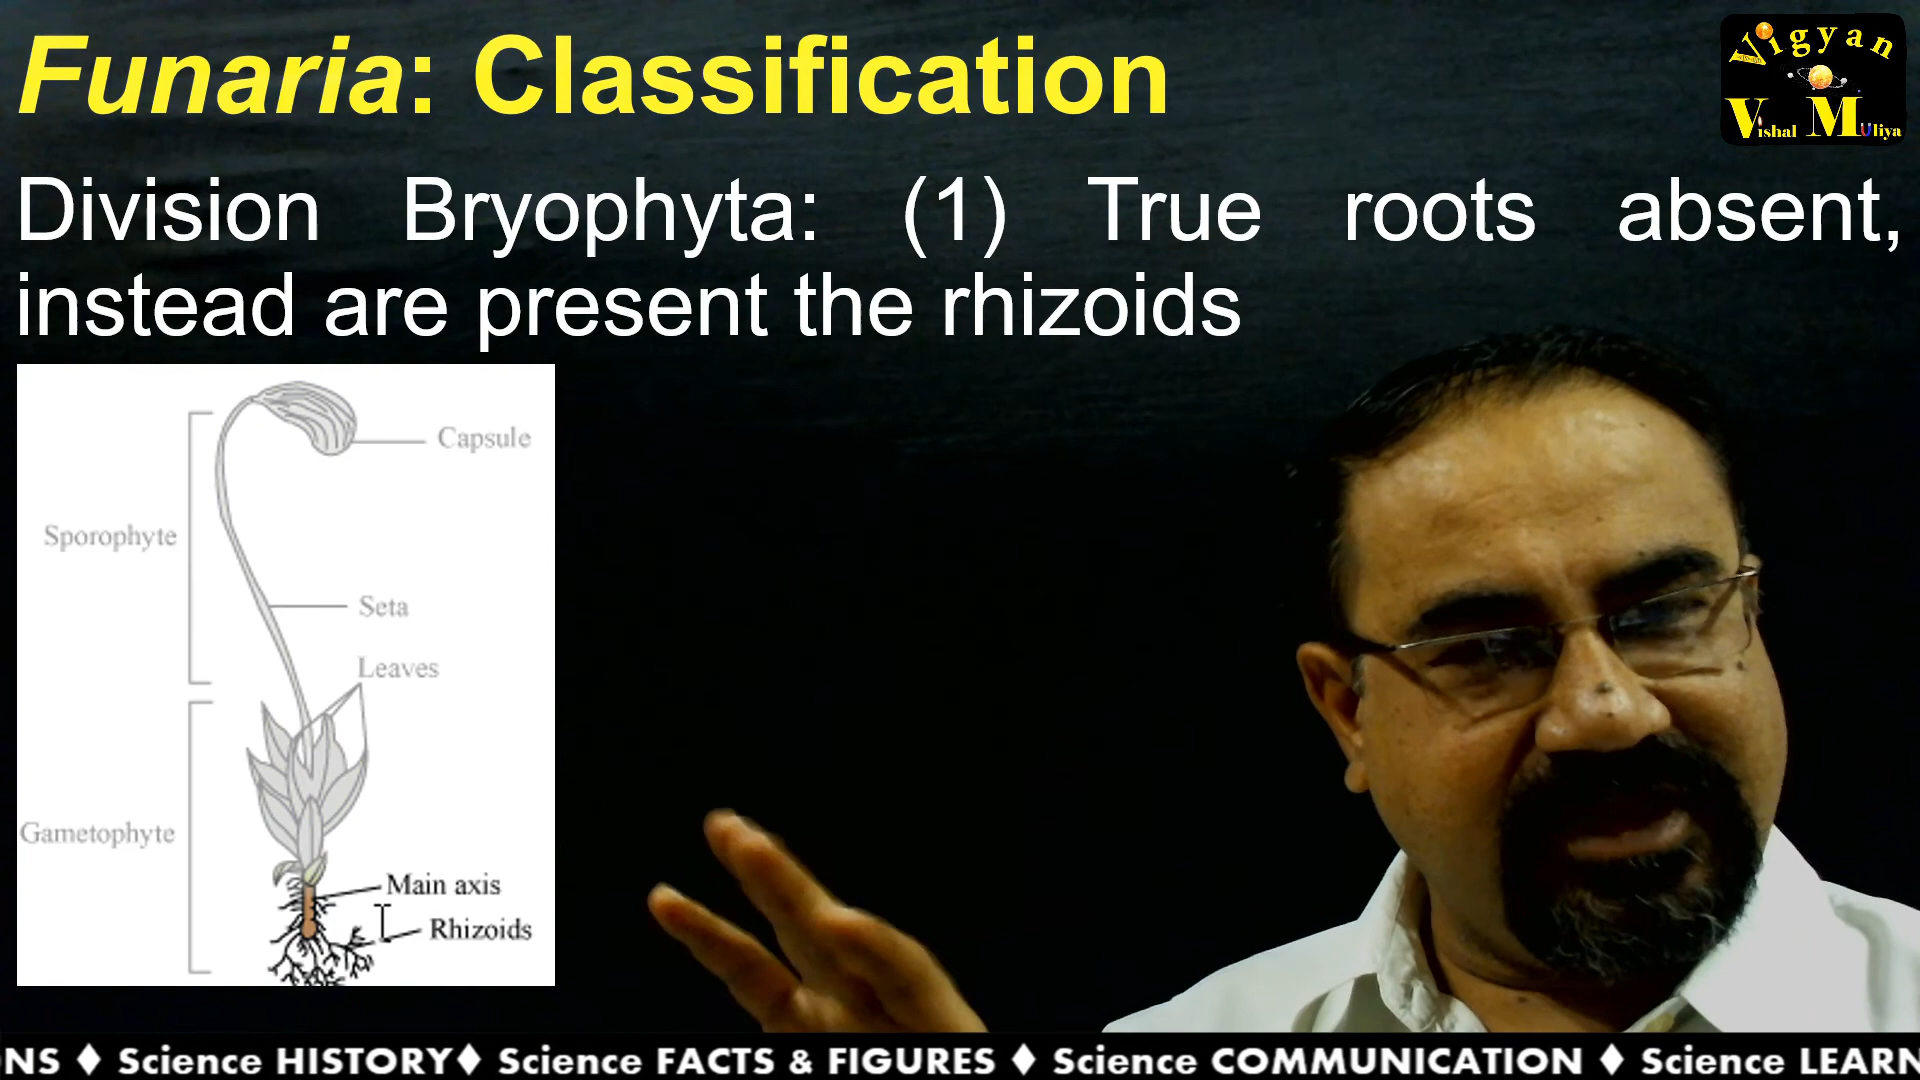 Funaria: Classification
Vigyan
Vishal MUliya
Division Bryophyta: (1) True roots absent,
instead are present the rhizoids
Capsule
Sporophyte
Seta
Leaves
Gametophyte
Main axis
Rhizoids
ONS ♦ Science HISTORY♦ Science FACTS & FIGURES ♦ Science COMMUNICATION ♦ Science LEARN